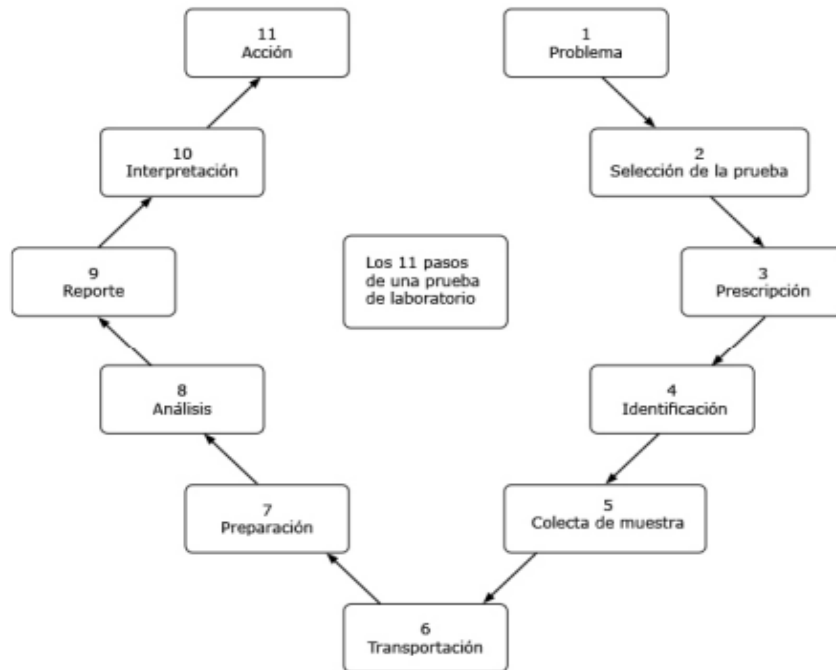 1
Problema
2
Selección de la prueba
3
Prescripción
4
Identificación
5
Colecta de muestra
6
Transportación
7
Preparación
8
Análisis
9
Reporte
10
Interpretación
11
Acción
Los 11 pasos
de una prueba
de laboratorio